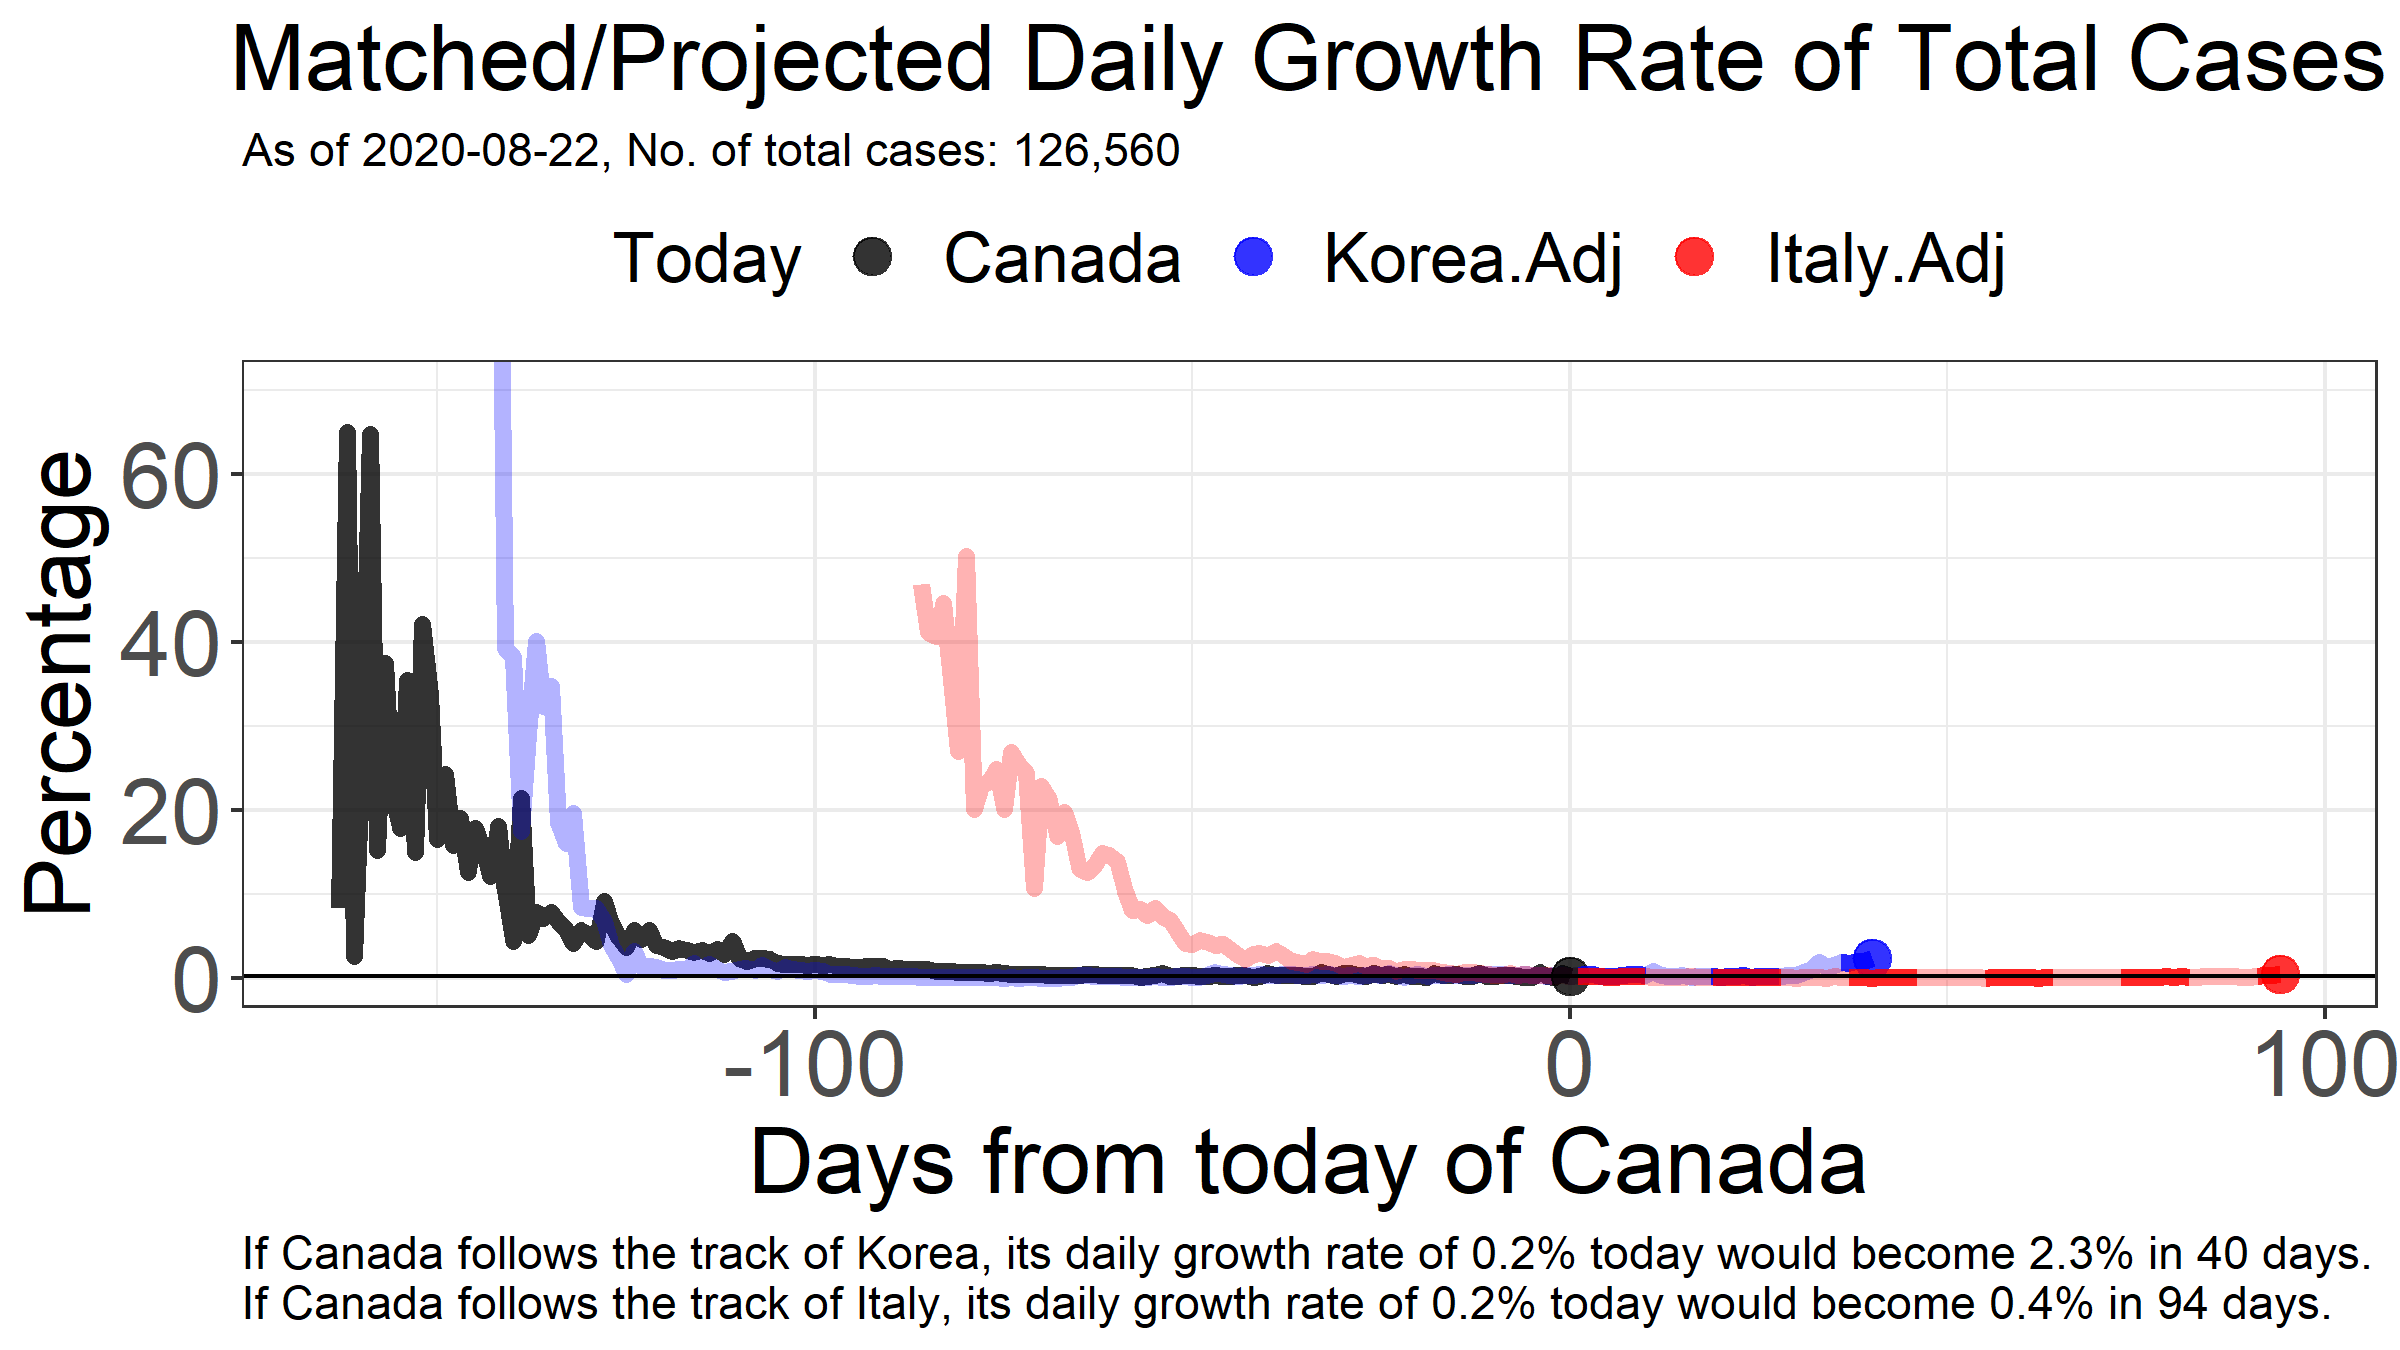 Matched/Projected Daily Growth Rate of Total Cases
As of 2020-08-22, No. of total cases: 126,560
Today Canada Korea.Adj Italy.Adj
Percentage
60
40
20
0
-100 0 100
Days from today of Canada
If Canada follows the track of Korea, its daily growth rate of 0.2% today would become 2.3% in 40 days.
If Canada follows the track of Italy, its daily growth rate of 0.2% today would become 0.4% in 94 days.